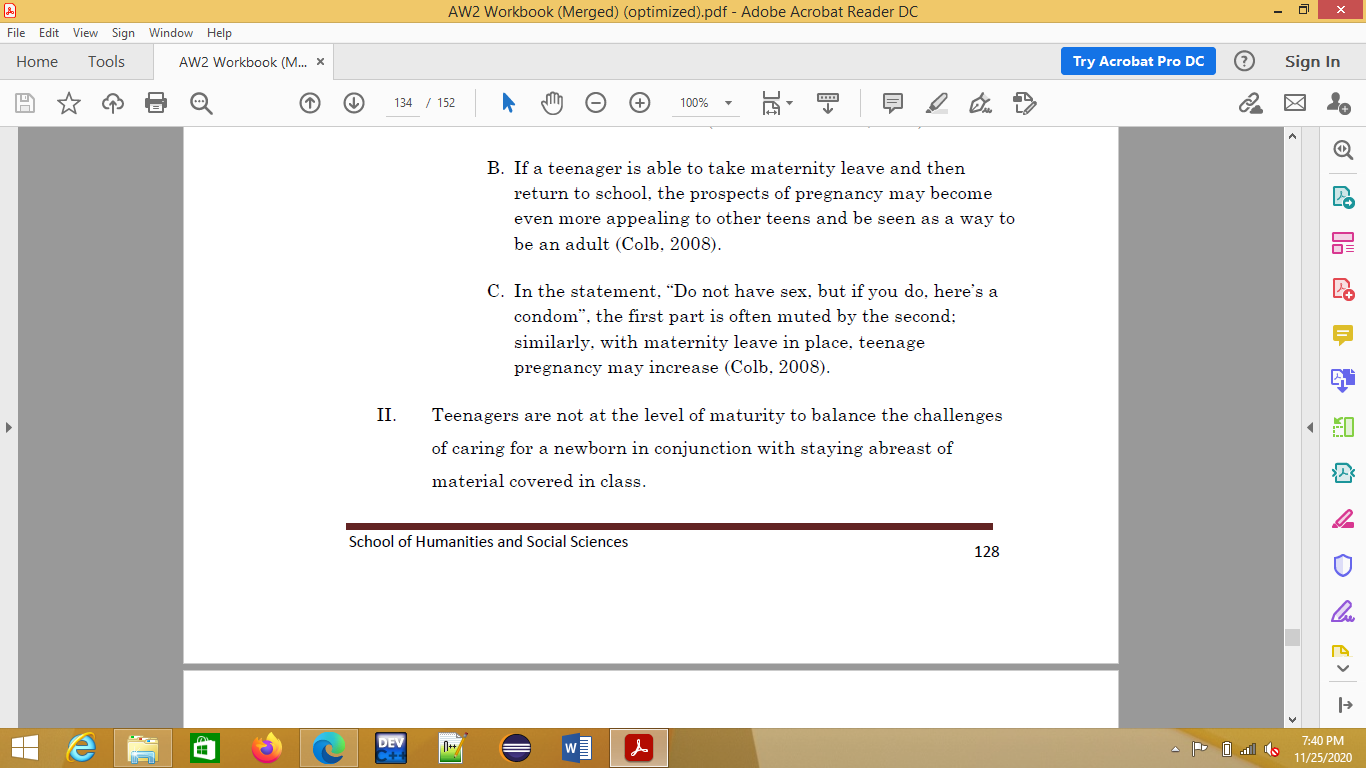 AW2 Workbook (Merged) (optimized).pdf - Adobe Acrobat Reader DC
File Edit View Sign Window Help
Home Tools AW2 Workbook (M... × Try Acrobat Pro DC ? Sign In
134 / 152 100%
B. If a teenager is able to take maternity leave and then
return to school, the prospects of pregnancy may become
even more appealing to other teens and be seen as a way to
be an adult (Colb, 2008).
C. In the statement, “Do not have sex, but if you do, here’s a
condom”, the first part is often muted by the second;
similarly, with maternity leave in place, teenage
pregnancy may increase (Colb, 2008).
II. Teenagers are not at the level of maturity to balance the challenges
of caring for a newborn in conjunction with staying abreast of
material covered in class.
School of Humanities and Social Sciences
128
DEV
C++
7:40 PM
11/25/2020